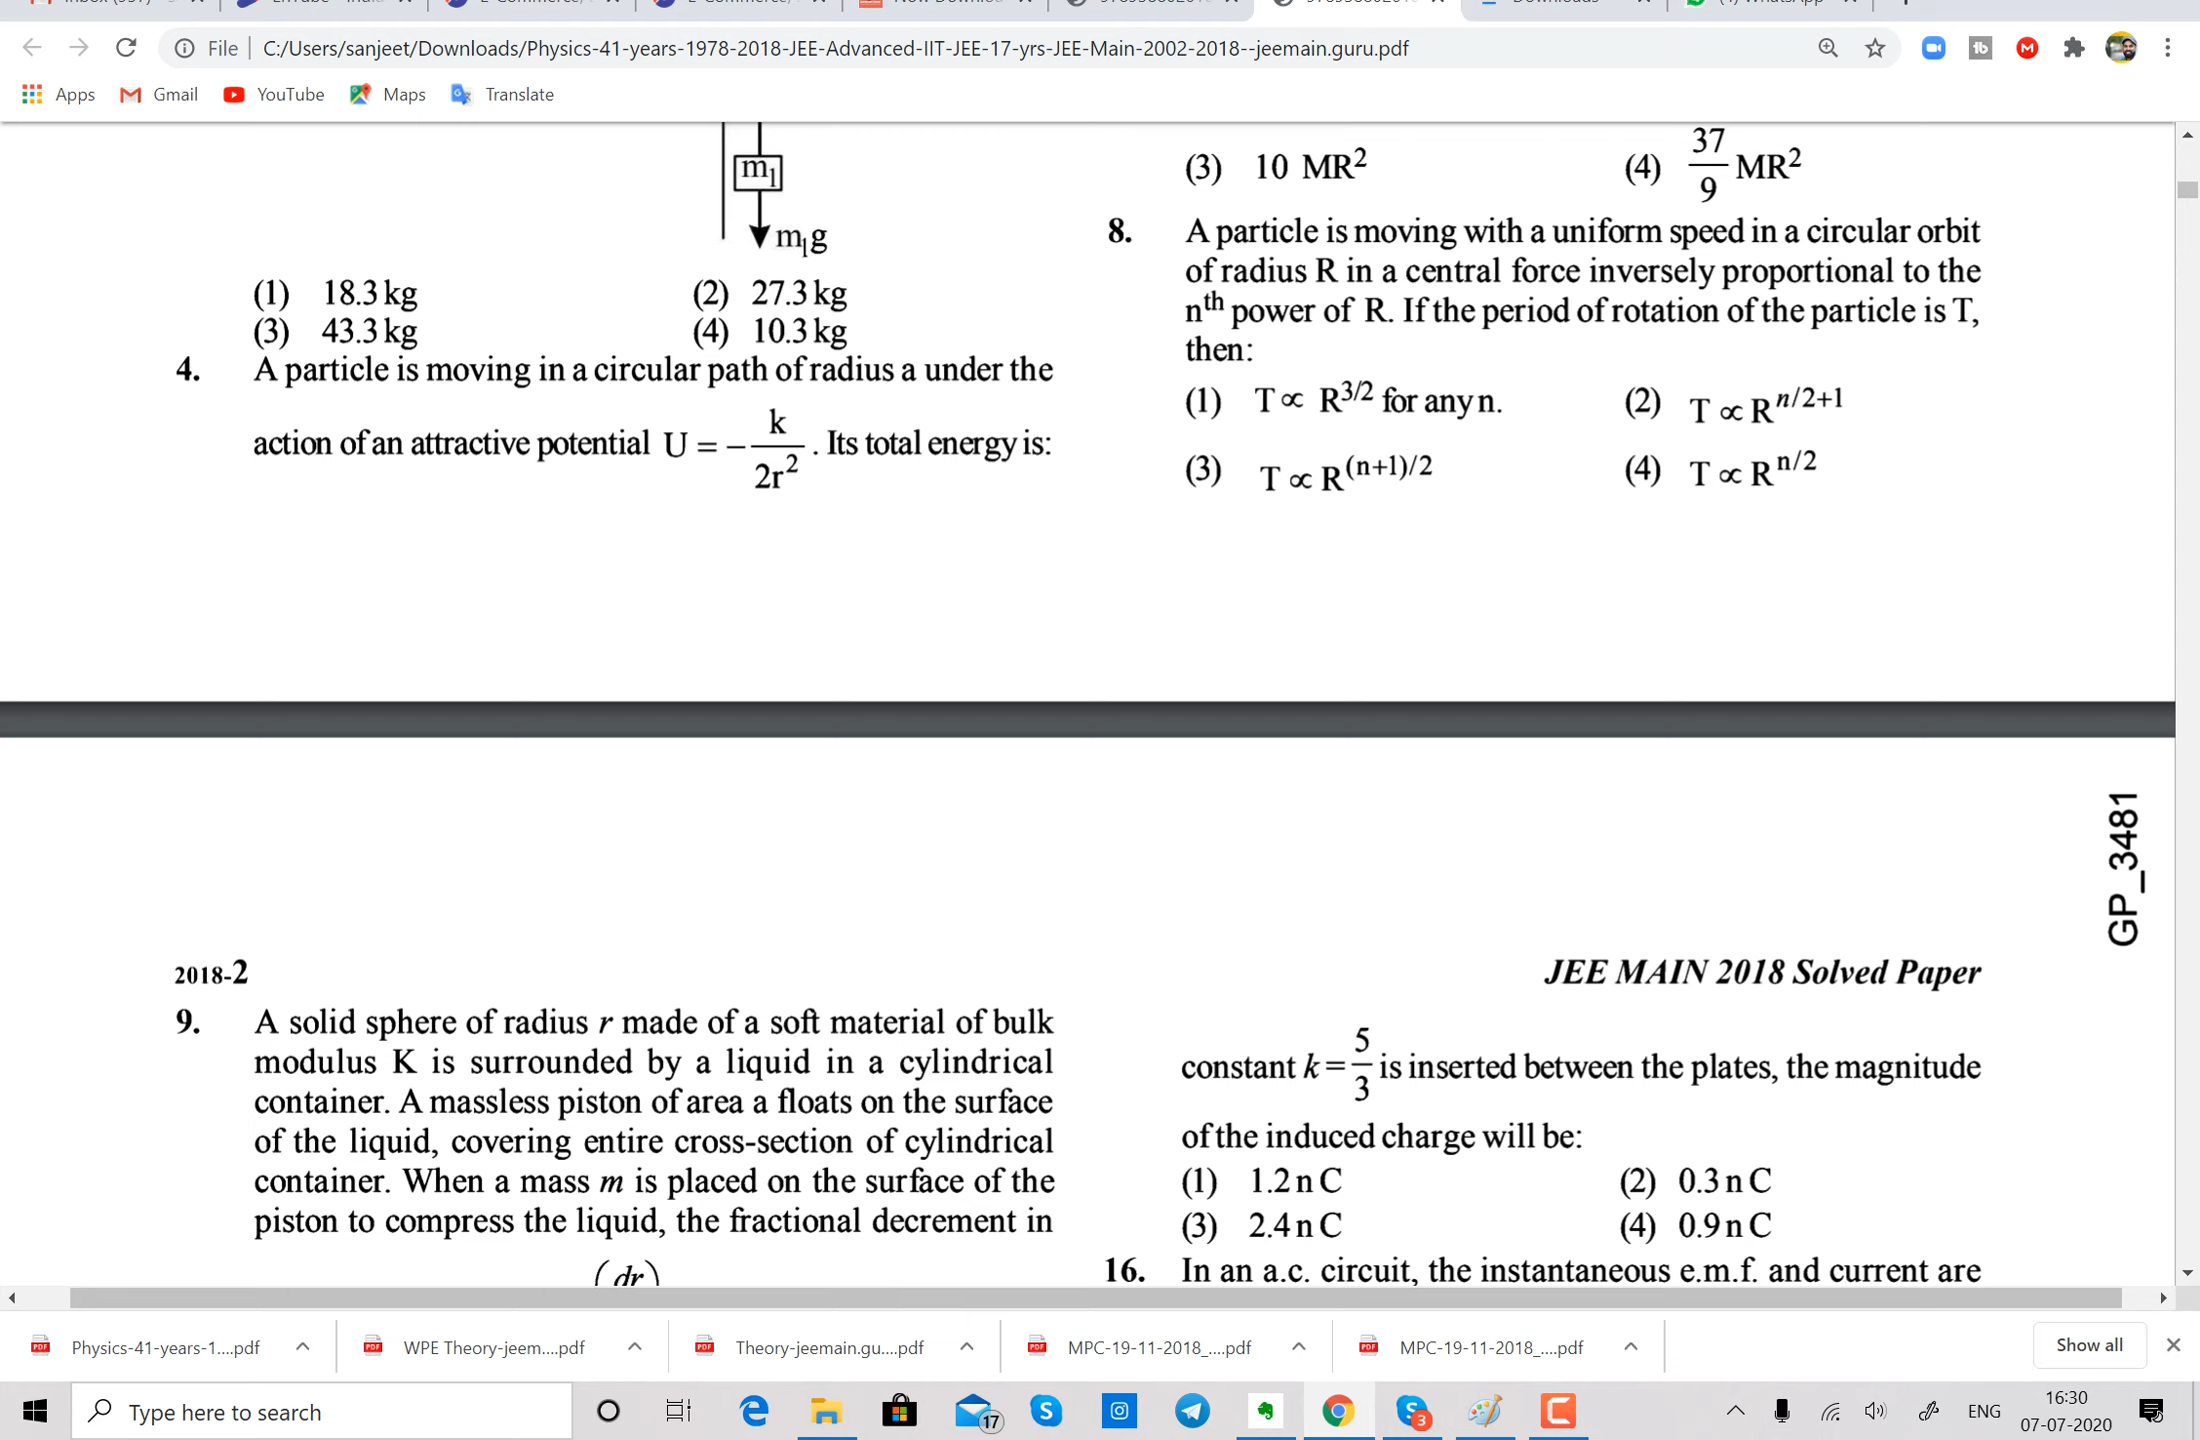 File | C:/Users/sanjeet/Downloads/Physics-41-years-1978-2018-JEE-Advanced-IIT-JEE-17-yrs-JEE-Main-2002-2018--jeemain.guru.pdf
Apps Gmail YouTube Maps Translate
m1
m1g
(1) 18.3 kg (2) 27.3 kg
(3) 43.3 kg (4) 10.3 kg
4. A particle is moving in a circular path of radius a under the
action of an attractive potential U = − k/2r². Its total energy is:
(3) 10 MR² (4) 37/9 MR²
8. A particle is moving with a uniform speed in a circular orbit
of radius R in a central force inversely proportional to the
nth power of R. If the period of rotation of the particle is T,
then:
(1) T ∝ R^3/2 for any n. (2) T ∝ R^n/2+1
(3) T ∝ R^(n+1)/2 (4) T ∝ R^n/2
GP_3481
2018-2 JEE MAIN 2018 Solved Paper
9. A solid sphere of radius r made of a soft material of bulk
modulus K is surrounded by a liquid in a cylindrical
container. A massless piston of area a floats on the surface
of the liquid, covering entire cross-section of cylindrical
container. When a mass m is placed on the surface of the
piston to compress the liquid, the fractional decrement in
(dr)
constant k = 5/3 is inserted between the plates, the magnitude
of the induced charge will be:
(1) 1.2 n C (2) 0.3 n C
(3) 2.4 n C (4) 0.9 n C
16. In an a.c. circuit, the instantaneous e.m.f. and current are
Physics-41-years-1....pdf WPE Theory-jeem....pdf Theory-jeemain.gu....pdf MPC-19-11-2018_....pdf MPC-19-11-2018_....pdf Show all
Type here to search 17 3 ENG 16:30
07-07-2020